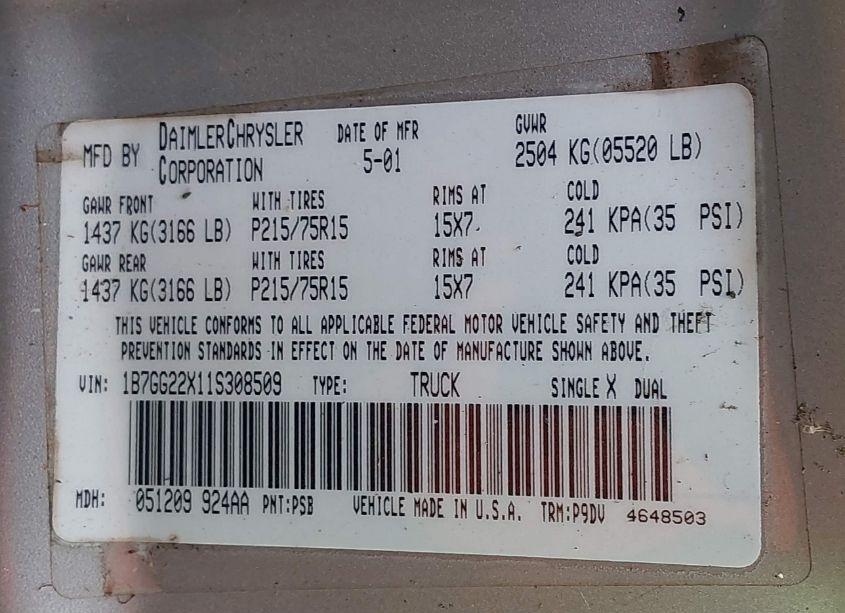 MFD BY DAIMLERCHRYSLER CORPORATION DATE OF MFR 5-01 GVWR 2504 KG(05520 LB)
GAWR FRONT WITH TIRES RIMS AT COLD
1437 KG(3166 LB) P215/75R15 15X7 241 KPA(35 PSI)
GAWR REAR WITH TIRES RIMS AT COLD
1437 KG(3166 LB) P215/75R15 15X7 241 KPA(35 PSI)
THIS VEHICLE CONFORMS TO ALL APPLICABLE FEDERAL MOTOR VEHICLE SAFETY AND THEFT
PREVENTION STANDARDS IN EFFECT ON THE DATE OF MANUFACTURE SHOWN ABOVE.
VIN: 1B7GG22X11S308509 TYPE: TRUCK SINGLE X DUAL
MDH: 051209 924AA PNT:PSB VEHICLE MADE IN U.S.A. TRM:P9DV 4648503